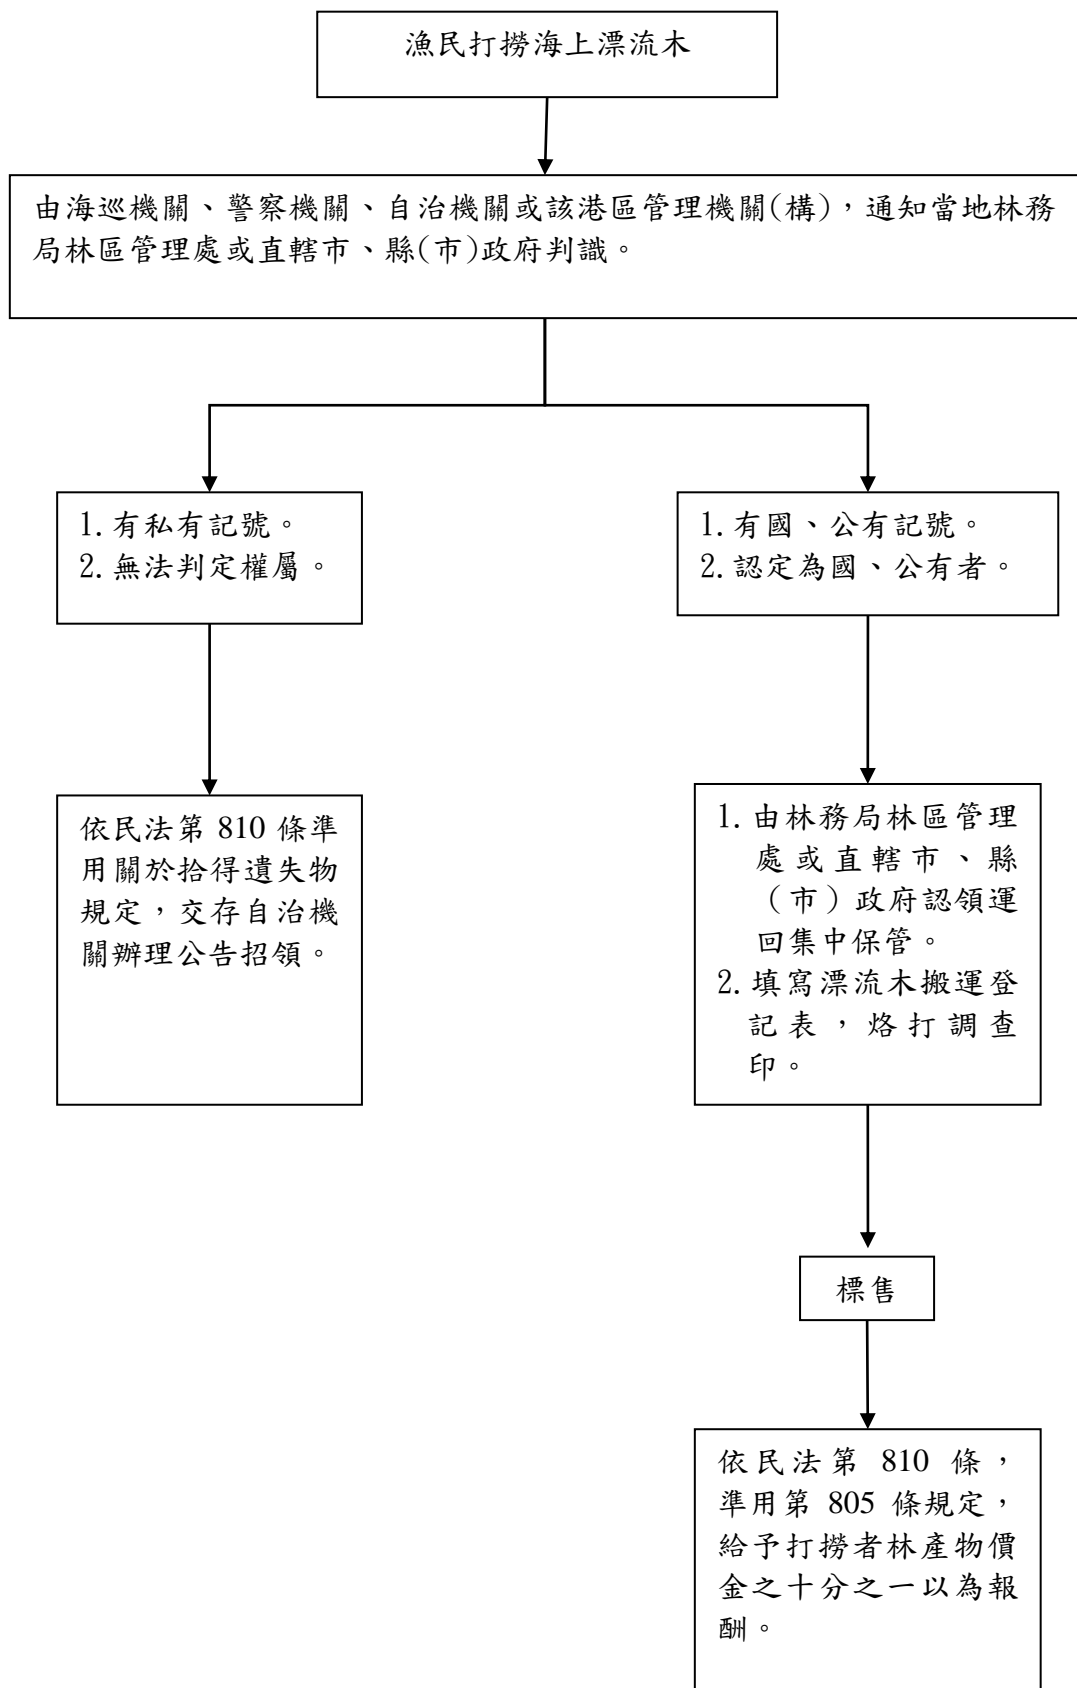 漁民打撈海上漂流木
由海巡機關、警察機關、自治機關或該港區管理機關(構)，通知當地林務
局林區管理處或直轄市、縣(市)政府判識。
1. 有私有記號。
2. 無法判定權屬。
1. 有國、公有記號。
2. 認定為國、公有者。
依民法第 810 條準
用關於拾得遺失物
規定，交存自治機
關辦理公告招領。
1. 由林務局林區管理
處或直轄市、縣
（市）政府認領運
回集中保管。
2. 填寫漂流木搬運登
記表，烙打調查
印。
標售
依民法第 810 條，
準用第 805 條規定，
給予打撈者林產物價
金之十分之一以為報
酬。